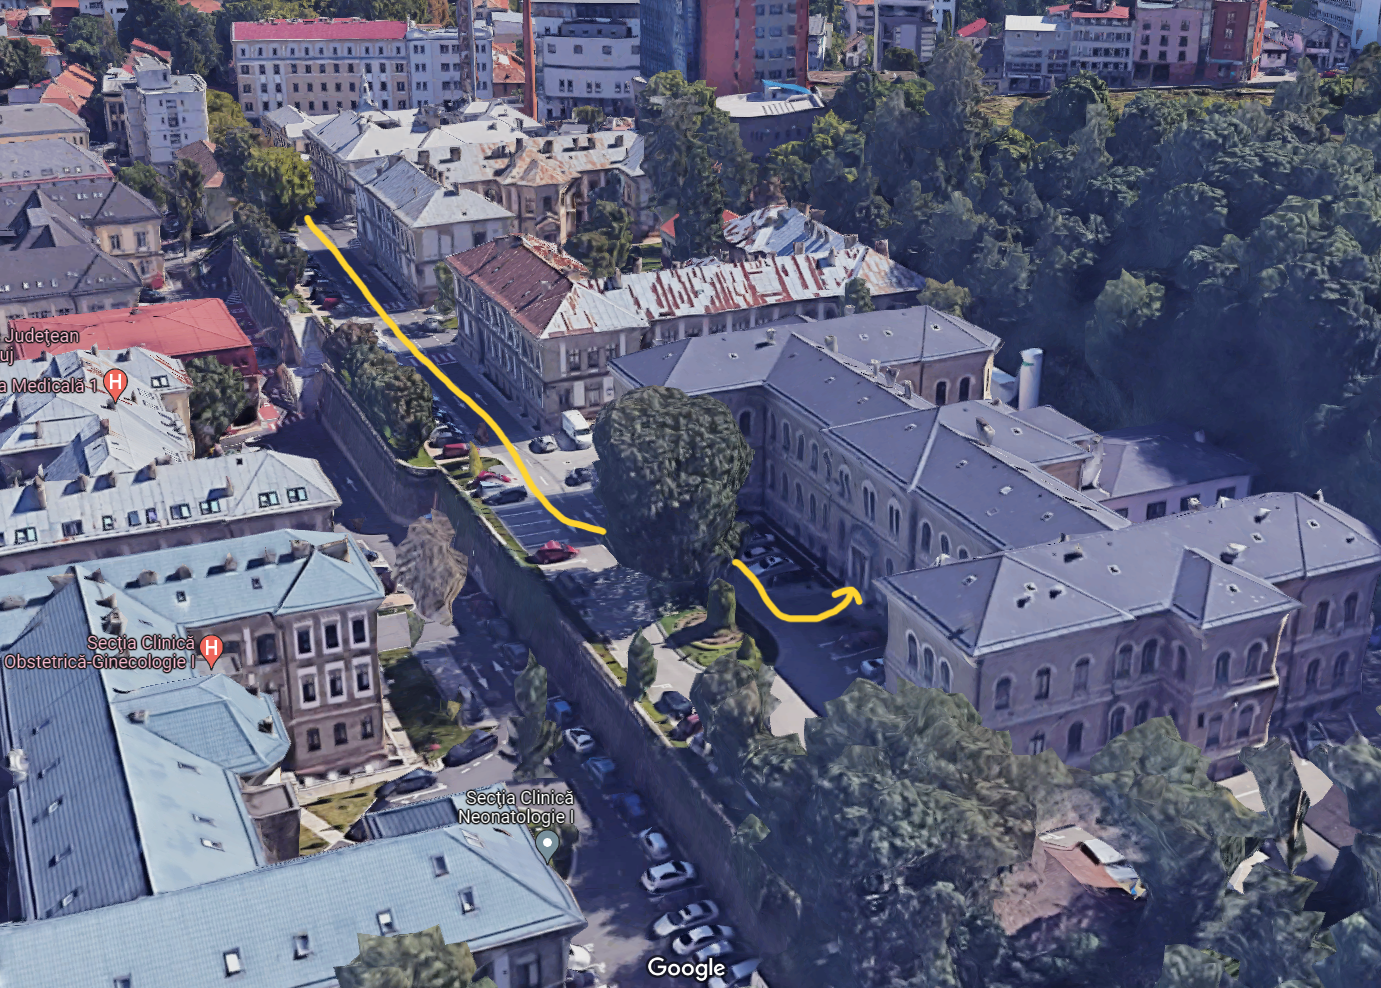 Județean
uj
a Medicală 1
H
Secția Clinică
Obstetrică-Ginecologie I
H
Secția Clinică
Neonatologie I
Google